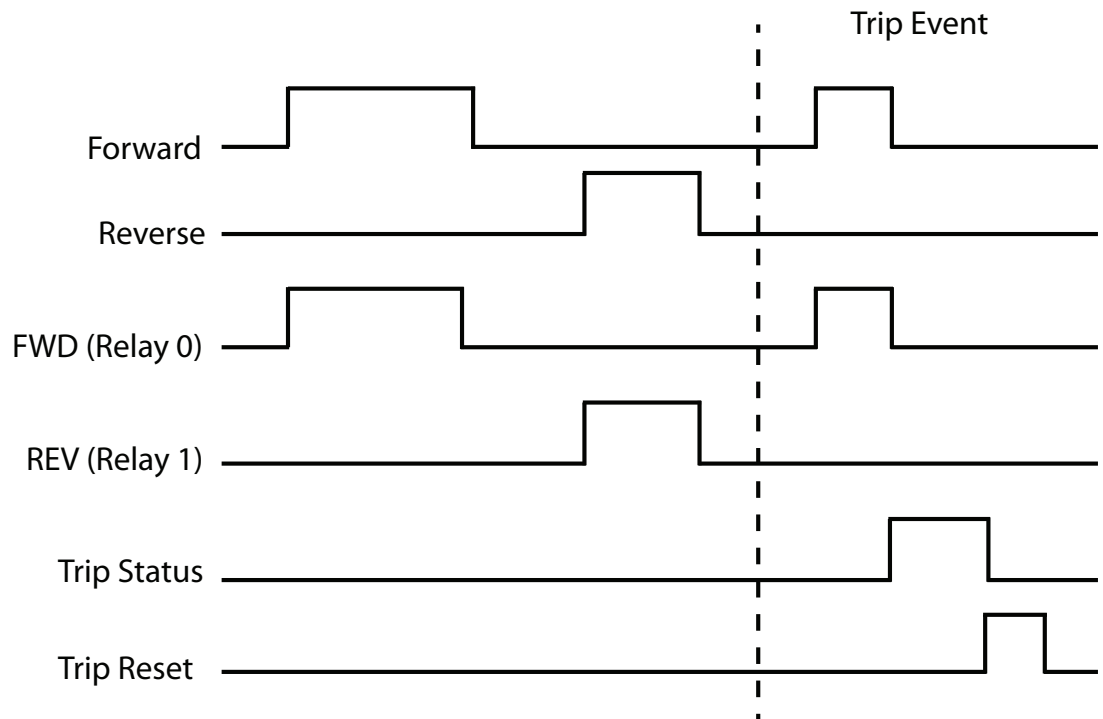 Trip Event
Forward
Reverse
FWD (Relay 0)
REV (Relay 1)
Trip Status
Trip Reset